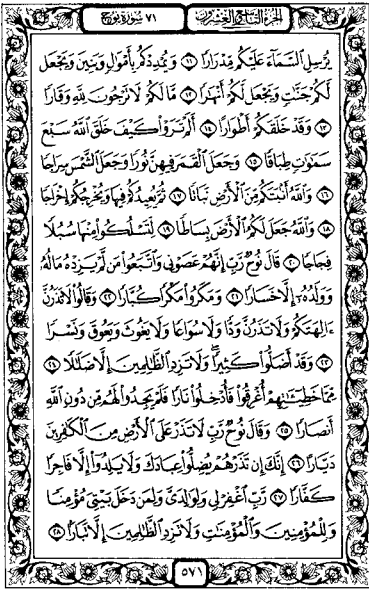 الجزء التاسع والعشرون ٧١ سورة نوح
يُرْسِلِ السَّمَاءَ عَلَيْكُم مِّدْرَارًا ١١ وَيُمْدِدْكُم بِأَمْوَالٍ وَبَنِينَ وَيَجْعَل
لَّكُمْ جَنَّاتٍ وَيَجْعَل لَّكُمْ أَنْهَارًا ١٢ مَّا لَكُمْ لَا تَرْجُونَ لِلَّهِ وَقَارًا
١٣ وَقَدْ خَلَقَكُمْ أَطْوَارًا ١٤ أَلَمْ تَرَوْا كَيْفَ خَلَقَ اللَّهُ سَبْعَ
سَمَاوَاتٍ طِبَاقًا ١٥ وَجَعَلَ الْقَمَرَ فِيهِنَّ نُورًا وَجَعَلَ الشَّمْسَ سِرَاجًا
١٦ وَاللَّهُ أَنبَتَكُم مِّنَ الْأَرْضِ نَبَاتًا ١٧ ثُمَّ يُعِيدُكُمْ فِيهَا وَيُخْرِجُكُمْ إِخْرَاجًا
١٨ وَاللَّهُ جَعَلَ لَكُمُ الْأَرْضَ بِسَاطًا ١٩ لِّتَسْلُكُوا مِنْهَا سُبُلًا
فِجَاجًا ٢٠ قَالَ نُوحٌ رَّبِّ إِنَّهُمْ عَصَوْنِي وَاتَّبَعُوا مَن لَّمْ يَزِدْهُ مَالُهُ
وَوَلَدُهُ إِلَّا خَسَارًا ٢١ وَمَكَرُوا مَكْرًا كُبَّارًا ٢٢ وَقَالُوا لَا تَذَرُنَّ
آلِهَتَكُمْ وَلَا تَذَرُنَّ وَدًّا وَلَا سُوَاعًا وَلَا يَغُوثَ وَيَعُوقَ وَنَسْرًا
٢٣ وَقَدْ أَضَلُّوا كَثِيرًا وَلَا تَزِدِ الظَّالِمِينَ إِلَّا ضَلَالًا ٢٤
مِّمَّا خَطِيئَاتِهِمْ أُغْرِقُوا فَأُدْخِلُوا نَارًا فَلَمْ يَجِدُوا لَهُم مِّن دُونِ اللَّهِ
أَنصَارًا ٢٥ وَقَالَ نُوحٌ رَّبِّ لَا تَذَرْ عَلَى الْأَرْضِ مِنَ الْكَافِرِينَ
دَيَّارًا ٢٦ إِنَّكَ إِن تَذَرْهُمْ يُضِلُّوا عِبَادَكَ وَلَا يَلِدُوا إِلَّا فَاجِرًا
كَفَّارًا ٢٧ رَّبِّ اغْفِرْ لِي وَلِوَالِدَيَّ وَلِمَن دَخَلَ بَيْتِيَ مُؤْمِنًا
وَلِلْمُؤْمِنِينَ وَالْمُؤْمِنَاتِ وَلَا تَزِدِ الظَّالِمِينَ إِلَّا تَبَارًا ٢٨
٥٧١